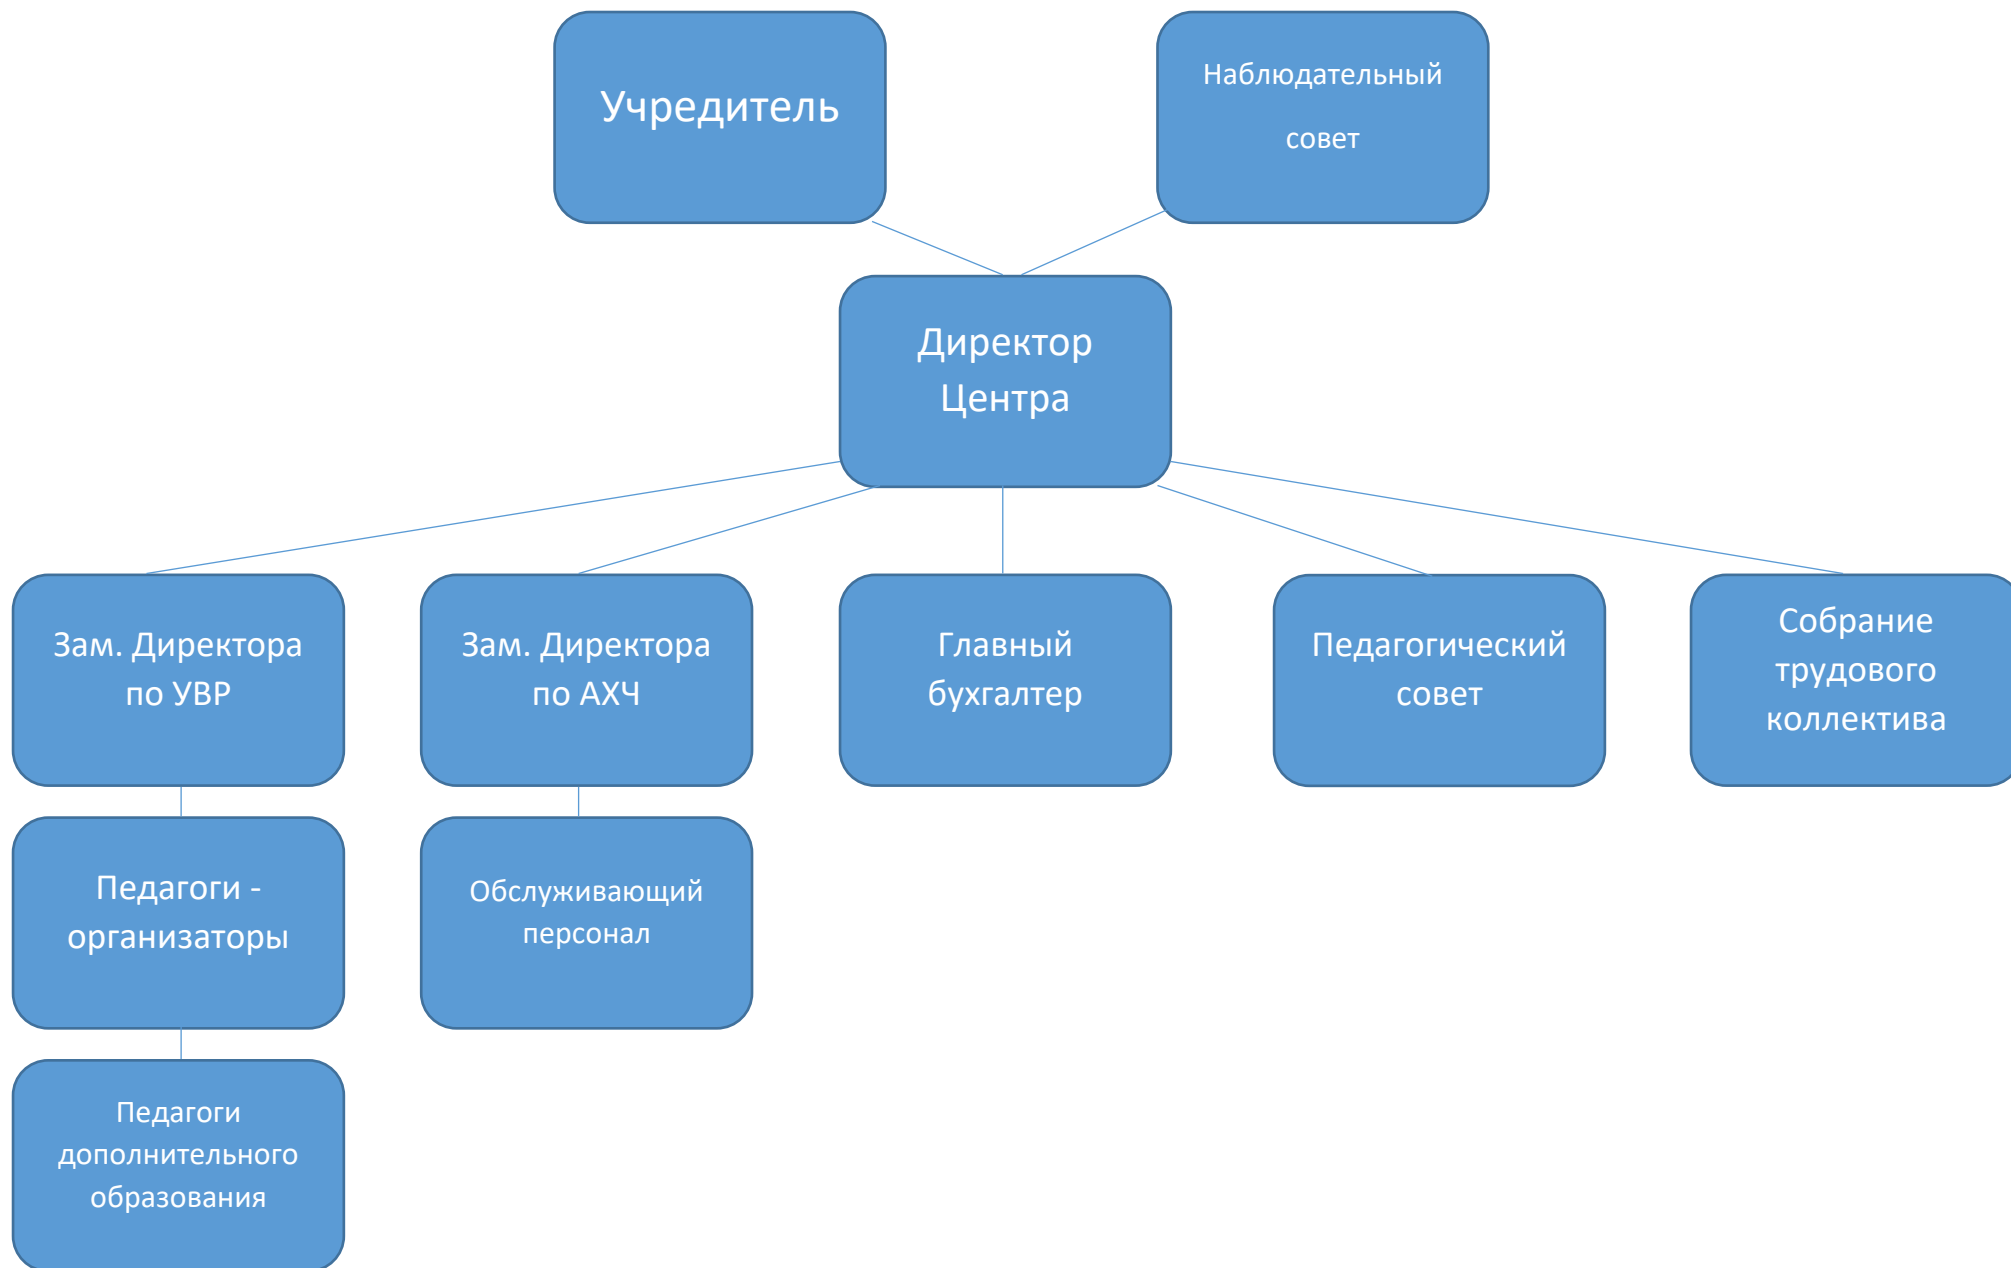 Учредитель
Наблюдательный
совет
Директор
Центра
Зам. Директора
по УВР
Зам. Директора
по АХЧ
Главный
бухгалтер
Педагогический
совет
Собрание
трудового
коллектива
Педагоги -
организаторы
Обслуживающий
персонал
Педагоги
дополнительного
образования